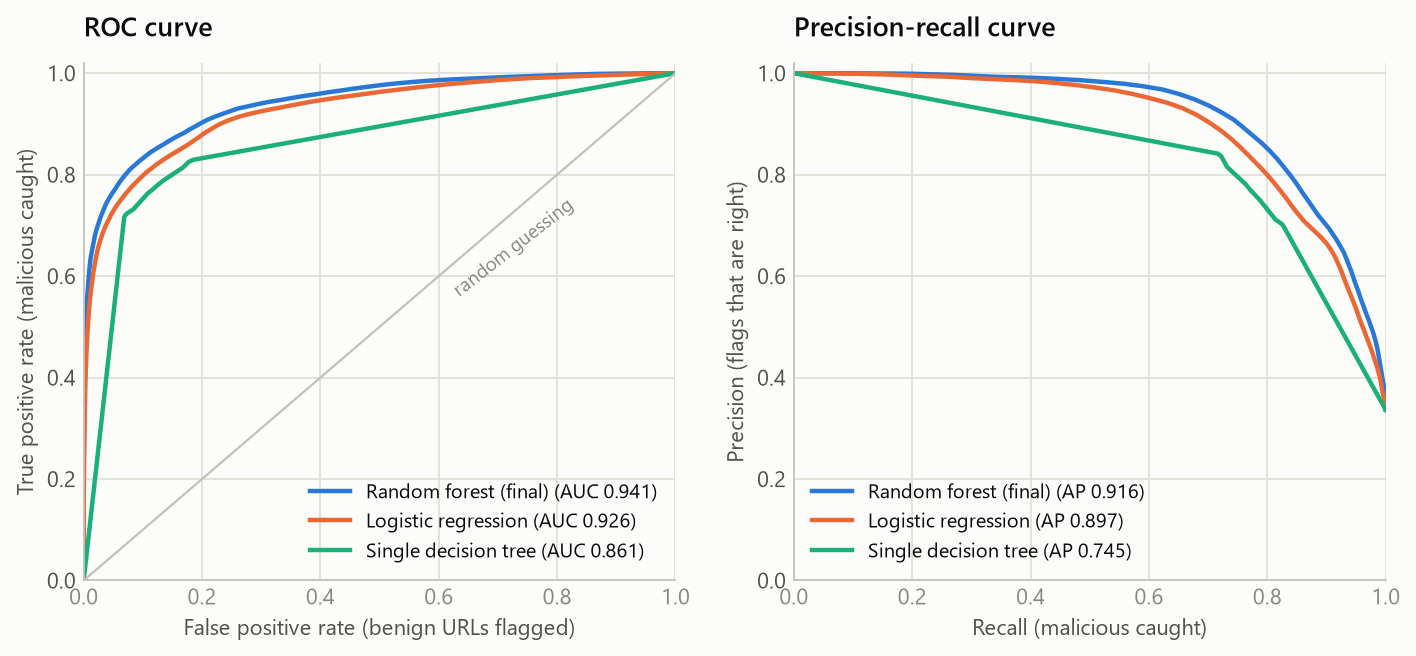 ROC curve
True positive rate (malicious caught)
1.0
0.8
0.6
0.4
0.2
0.0
random guessing
Random forest (final) (AUC 0.941)
Logistic regression (AUC 0.926)
Single decision tree (AUC 0.861)
0.0 0.2 0.4 0.6 0.8 1.0
False positive rate (benign URLs flagged)
Precision-recall curve
Precision (flags that are right)
1.0
0.8
0.6
0.4
0.2
0.0
Random forest (final) (AP 0.916)
Logistic regression (AP 0.897)
Single decision tree (AP 0.745)
0.0 0.2 0.4 0.6 0.8 1.0
Recall (malicious caught)